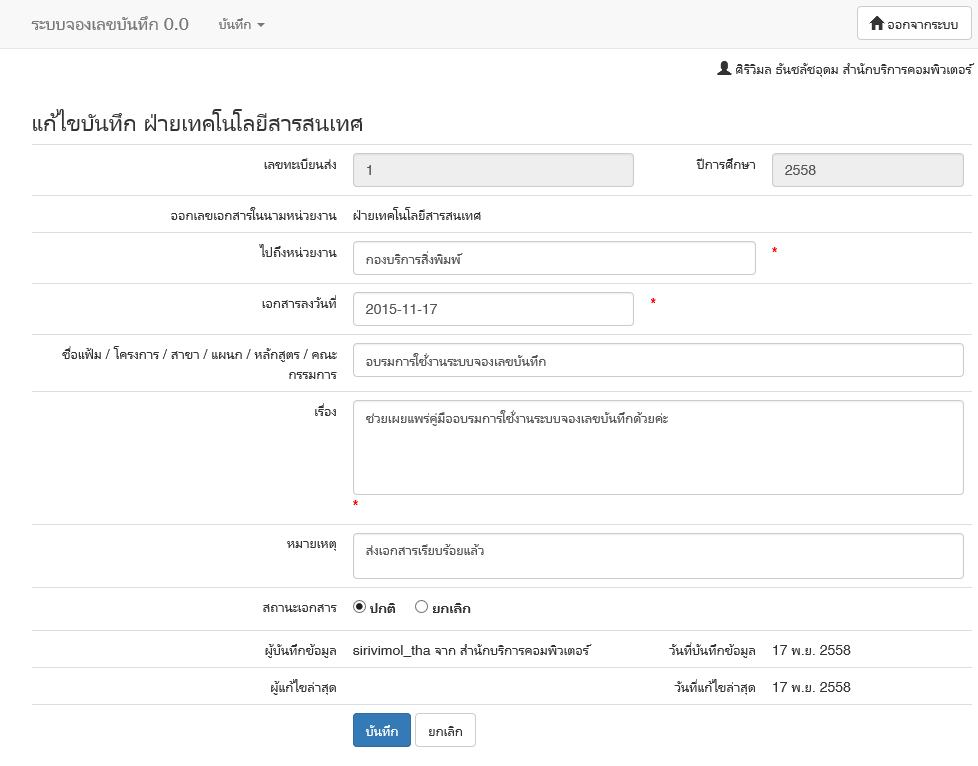 ระบบจองเลขบันทึก 0.0 บันทึก ออกจากระบบ
ศิริวิมล ธันชลัชอุดม สำนักบริการคอมพิวเตอร์
แก้ไขบันทึก ฝ่ายเทคโนโลยีสารสนเทศ
เลขทะเบียนส่ง 1 ปีการศึกษา 2558
ออกเลขเอกสารในนามหน่วยงาน ฝ่ายเทคโนโลยีสารสนเทศ
ไปถึงหน่วยงาน กองบริการสิ่งพิมพ์ *
เอกสารลงวันที่ 2015-11-17 *
ชื่อแฟ้ม / โครงการ / สาขา / แผนก / หลักสูตร / คณะ
กรรมการ
อบรมการใช้งานระบบจองเลขบันทึก
เรื่อง ช่วยเผยแพร่คู่มืออบรมการใช้งานระบบจองเลขบันทึกด้วยค่ะ
*
หมายเหตุ ส่งเอกสารเรียบร้อยแล้ว
สถานะเอกสาร ปกติ ยกเลิก
ผู้บันทึกข้อมูล sirivimol_tha จาก สำนักบริการคอมพิวเตอร์ วันที่บันทึกข้อมูล 17 พ.ย. 2558
ผู้แก้ไขล่าสุด วันที่แก้ไขล่าสุด 17 พ.ย. 2558
บันทึก ยกเลิก